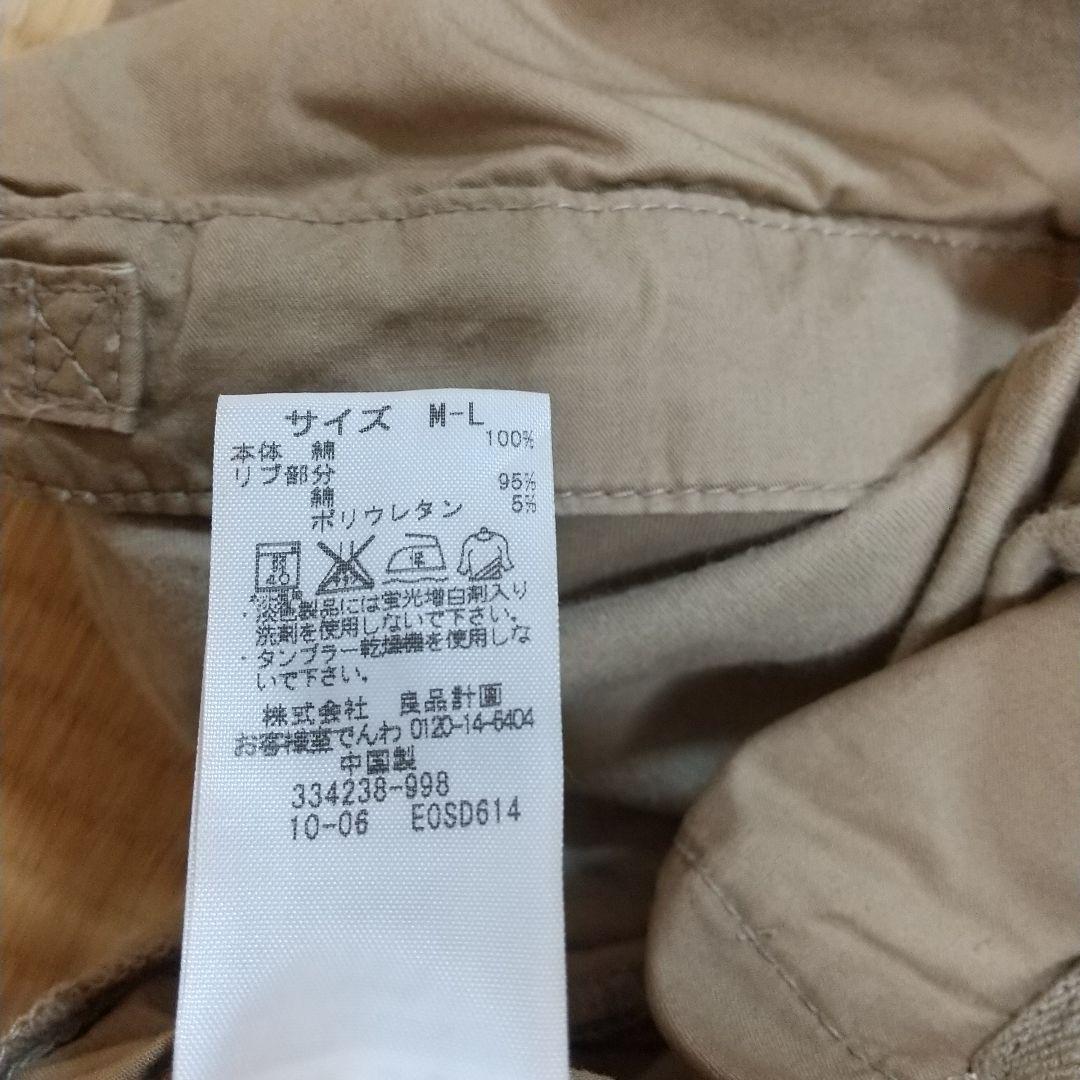 サイズ M-L
本体 綿 100%
リブ部分
綿 95%
ポリウレタン 5%
40
・淡色製品には蛍光増白剤入り
洗剤を使用しないで下さい。
・タンブラー乾燥機を使用しな
いで下さい。
株式会社 良品計画
お客様室でんわ 0120-14-6404
中国製
334238-998
10-06 E0SD614